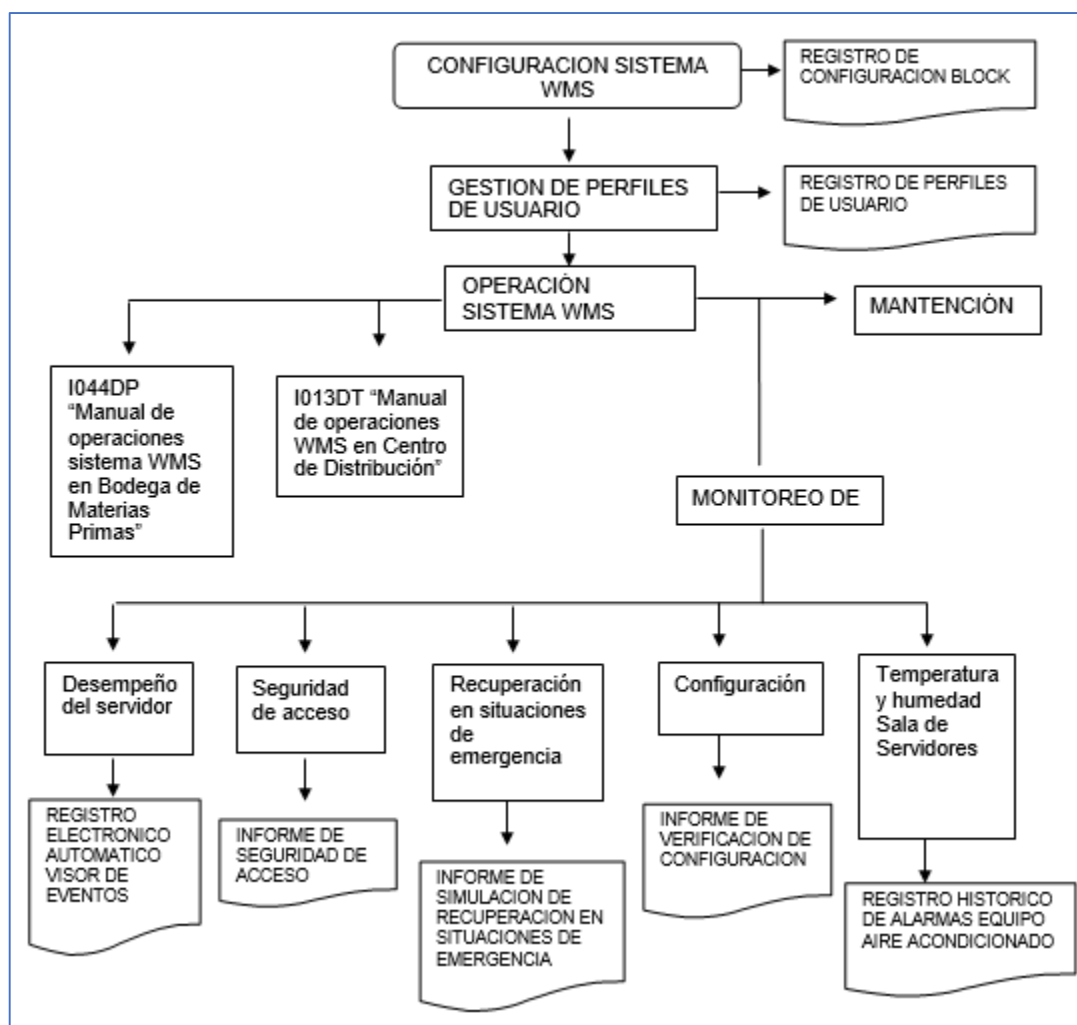 CONFIGURACION SISTEMA
WMS
REGISTRO DE
CONFIGURACION BLOCK
GESTION DE PERFILES
DE USUARIO
REGISTRO DE PERFILES
DE USUARIO
OPERACIÓN
SISTEMA WMS
MANTENCIÓN
I044DP
“Manual de
operaciones
sistema WMS
en Bodega de
Materias
Primas”
I013DT “Manual
de operaciones
WMS en Centro
de Distribución”
MONITOREO DE
Desempeño
del servidor
Seguridad
de acceso
Recuperación
en situaciones
de
emergencia
Configuración
Temperatura
y humedad
Sala de
Servidores
REGISTRO
ELECTRONICO
AUTOMATICO
VISOR DE
EVENTOS
INFORME DE
SEGURIDAD DE
ACCESO
INFORME DE
SIMULACION DE
RECUPERACION EN
SITUACIONES DE
EMERGENCIA
INFORME DE
VERIFICACION DE
CONFIGURACION
REGISTRO HISTORICO
DE ALARMAS EQUIPO
AIRE ACONDICIONADO